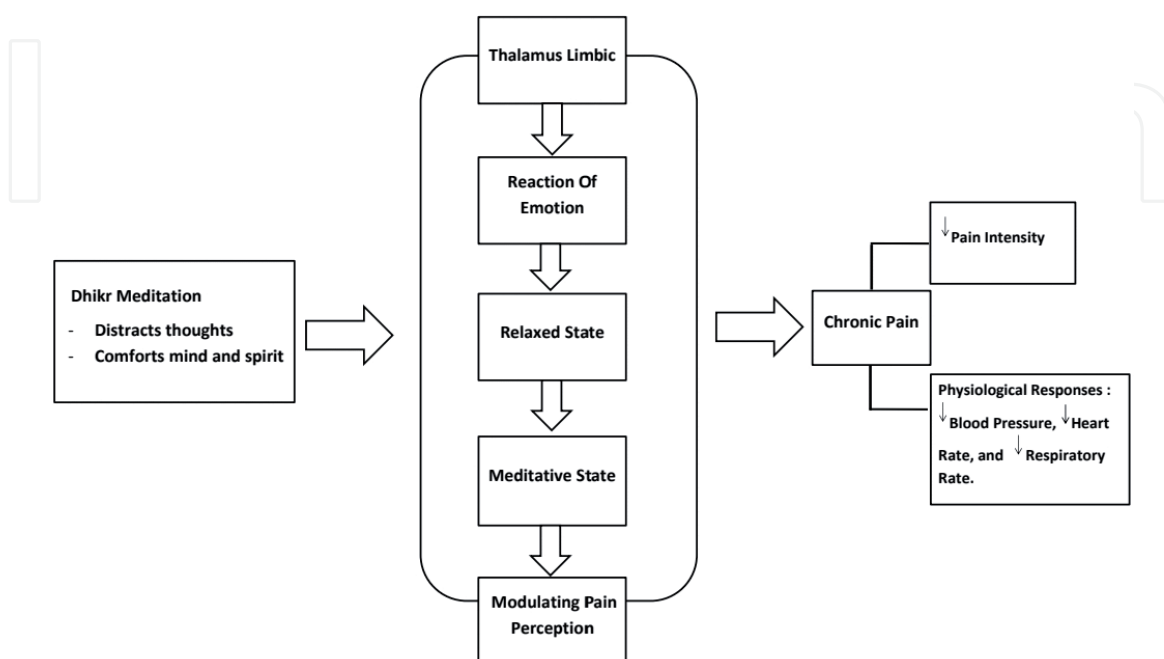 Thalamus Limbic
Reaction Of
Emotion
Relaxed State
Meditative State
Modulating Pain
Perception
Dhikr Meditation
- Distracts thoughts
- Comforts mind and spirit
Chronic Pain
↓Pain Intensity
Physiological Responses :
↓Blood Pressure, ↓Heart
Rate, and ↓Respiratory
Rate.